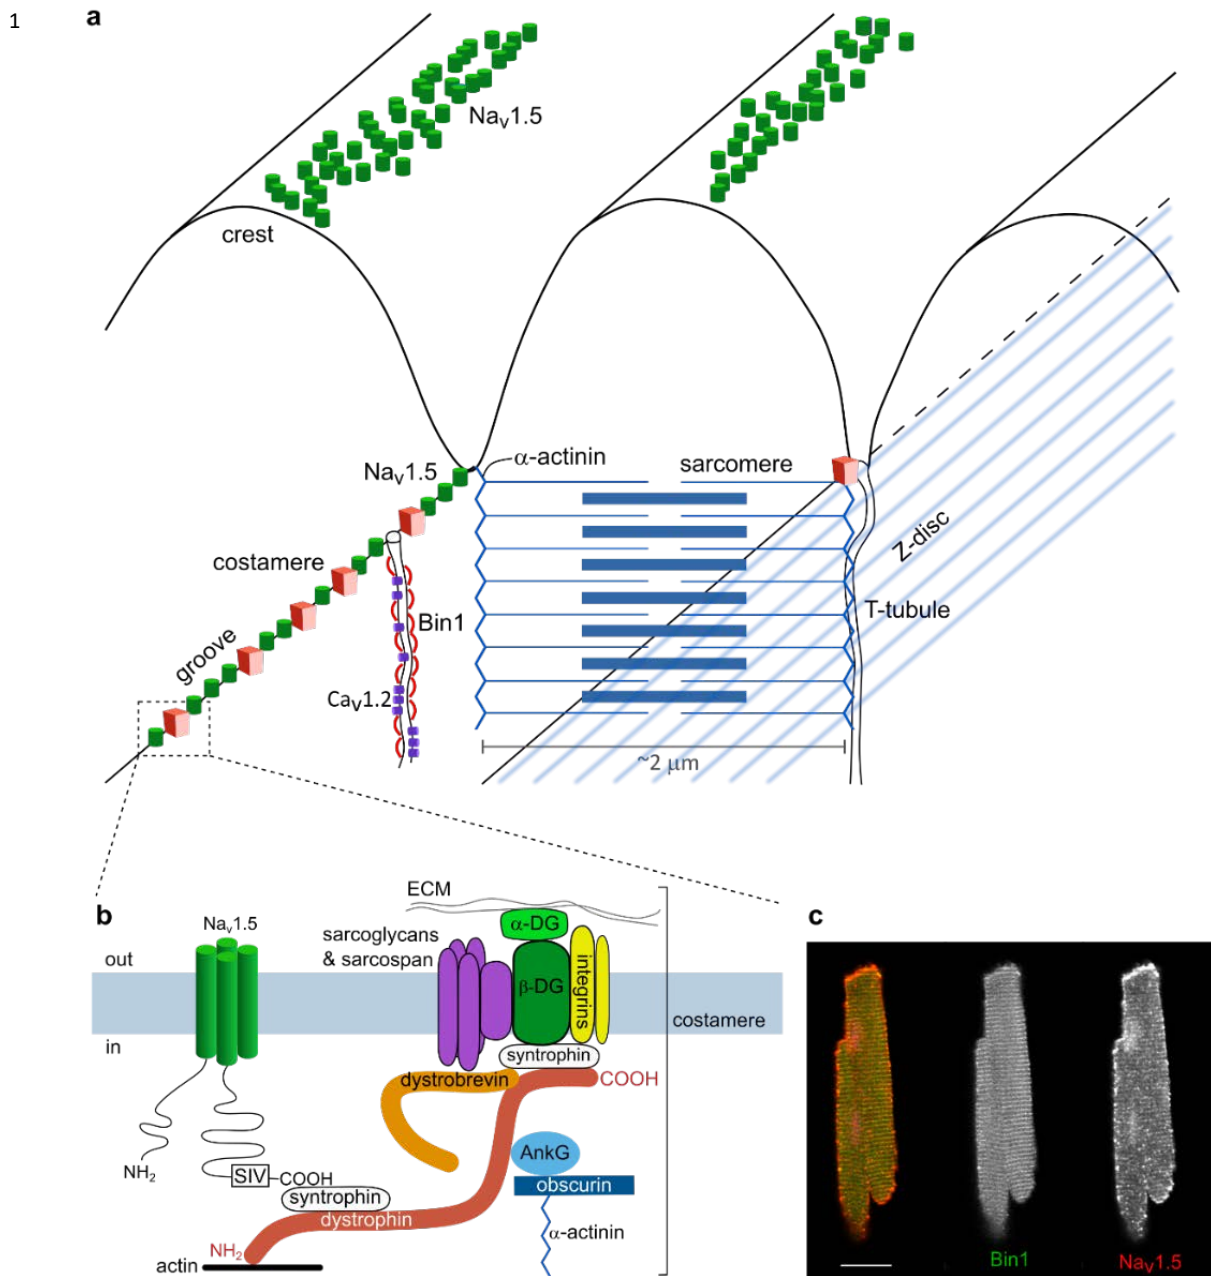 1
a
Nav1.5
crest
Nav1.5
α-actinin
sarcomere
costamere
Z-disc
groove
Bin1
T-tubule
Cav1.2
~2 μm
b
ECM
c
Nav1.5
α-DG
sarcoglycans
& sarcospan
out
integrins
β-DG
costamere
in
syntrophin
dystrobrevin
COOH
AnkG
NH2
SIV
COOH
obscurin
syntrophin
dystrophin
α-actinin
NH2
actin
Bin1
Nav1.5